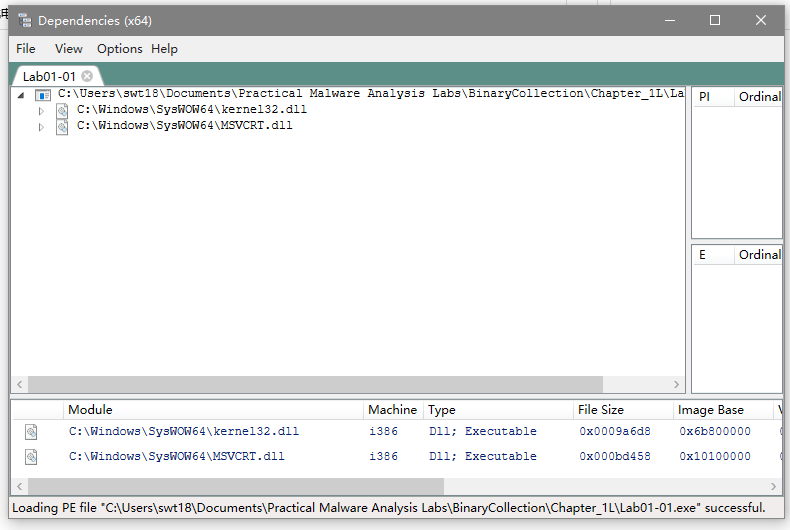 Dependencies (x64)
File View Options Help
Lab01-01
C:\Users\swt18\Documents\Practical Malware Analysis Labs\BinaryCollection\Chapter_1L\La
C:\Windows\SysWOW64\kernel32.dll
C:\Windows\SysWOW64\MSVCRT.dll
PI Ordinal
E Ordinal
Module Machine Type File Size Image Base
C:\Windows\SysWOW64\kernel32.dll i386 Dll; Executable 0x0009a6d8 0x6b800000
C:\Windows\SysWOW64\MSVCRT.dll i386 Dll; Executable 0x000bd458 0x10100000
Loading PE file "C:\Users\swt18\Documents\Practical Malware Analysis Labs\BinaryCollection\Chapter_1L\Lab01-01.exe" successful.